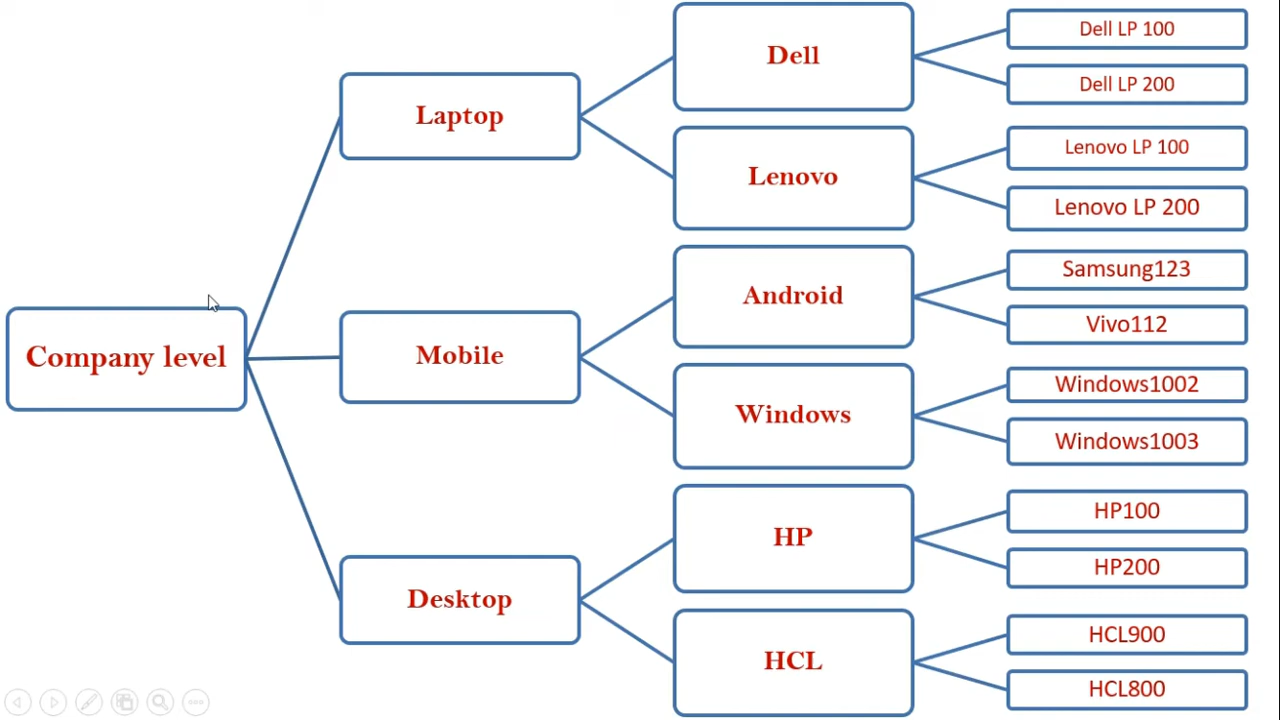 Company level
Laptop
Mobile
Desktop
Dell
Lenovo
Android
Windows
HP
HCL
Dell LP 100
Dell LP 200
Lenovo LP 100
Lenovo LP 200
Samsung123
Vivo112
Windows1002
Windows1003
HP100
HP200
HCL900
HCL800